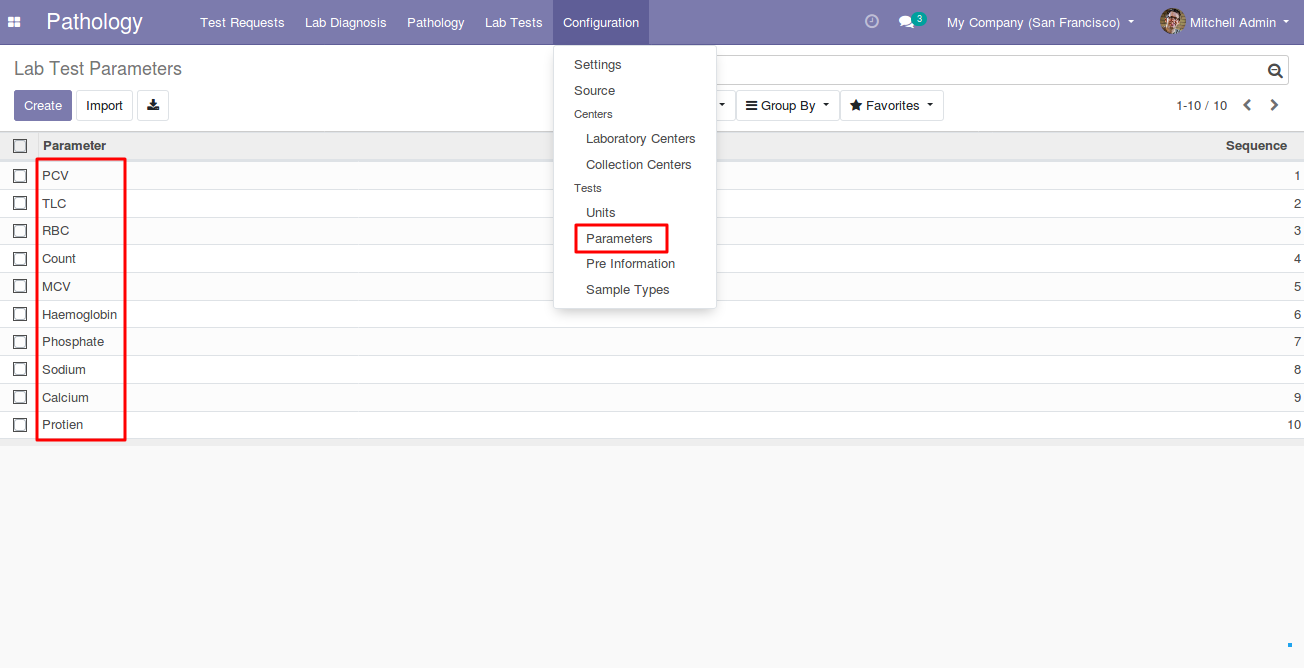 Pathology Test Requests Lab Diagnosis Pathology Lab Tests Configuration 3 My Company (San Francisco) Mitchell Admin
Lab Test Parameters
Create Import Group By Favorites 1-10 / 10
Settings
Source
Centers
Laboratory Centers
Collection Centers
Tests
Units
Parameters
Pre Information
Sample Types
Parameter Sequence
PCV 1
TLC 2
RBC 3
Count 4
MCV 5
Haemoglobin 6
Phosphate 7
Sodium 8
Calcium 9
Protien 10